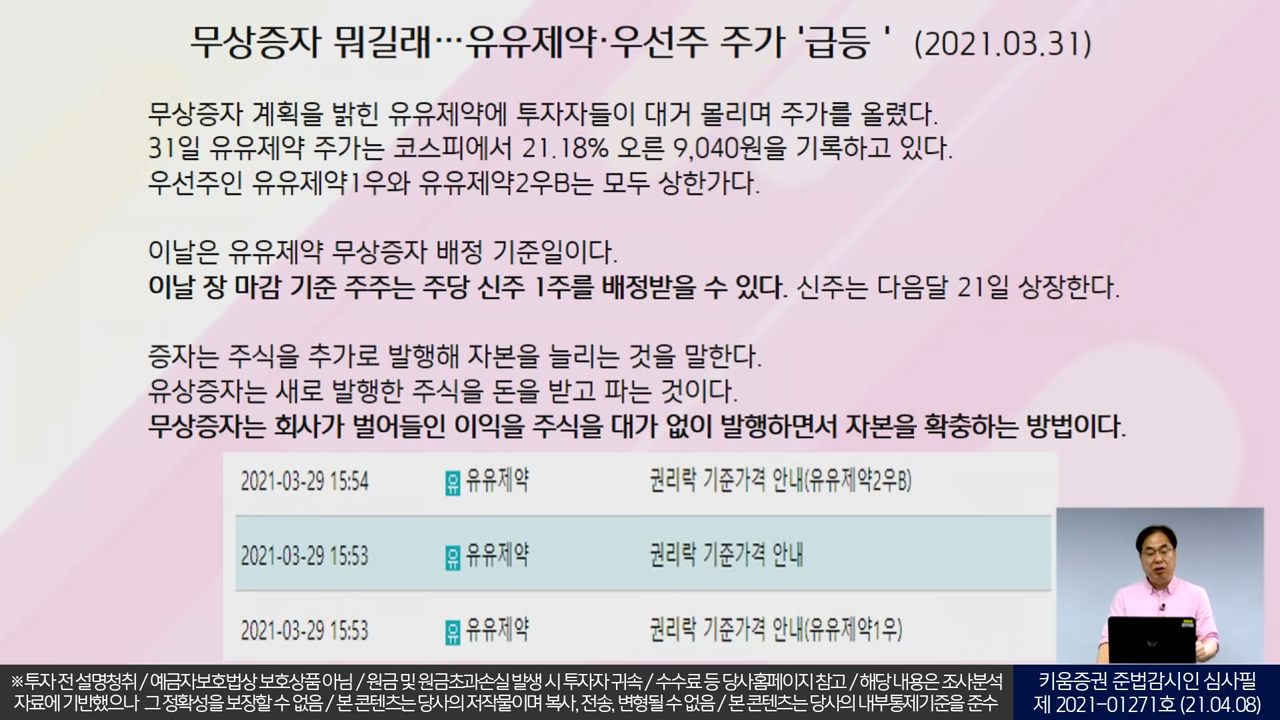 무상증자 뭐길래…유유제약·우선주 주가 '급등 ' (2021.03.31)
무상증자 계획을 밝힌 유유제약에 투자자들이 대거 몰리며 주가를 올렸다.
31일 유유제약 주가는 코스피에서 21.18% 오른 9,040원을 기록하고 있다.
우선주인 유유제약1우와 유유제약2우B는 모두 상한가다.
이날은 유유제약 무상증자 배정 기준일이다.
이날 장 마감 기준 주주는 주당 신주 1주를 배정받을 수 있다. 신주는 다음달 21일 상장한다.
증자는 주식을 추가로 발행해 자본을 늘리는 것을 말한다.
유상증자는 새로 발행한 주식을 돈을 받고 파는 것이다.
무상증자는 회사가 벌어들인 이익을 주식을 대가 없이 발행하면서 자본을 확충하는 방법이다.
2021-03-29 15:54 유 유유제약 권리락 기준가격 안내(유유제약2우B)
2021-03-29 15:53 유 유유제약 권리락 기준가격 안내
2021-03-29 15:53 유 유유제약 권리락 기준가격 안내(유유제약1우)
※투자 전 설명청취 / 예금자보호법상 보호상품 아님 / 원금 및 원금초과손실 발생 시 투자자 귀속 / 수수료 등 당사홈페이지 참고 / 해당 내용은 조사분석
자료에 기반했으나 그 정확성을 보장할 수 없음 / 본 콘텐츠는 당사의 저작물이며 복사, 전송, 변형될 수 없음 / 본 콘텐츠는 당사의 내부통제기준을 준수
키움증권 준법감시인 심사필
제 2021-01271호 (21.04.08)